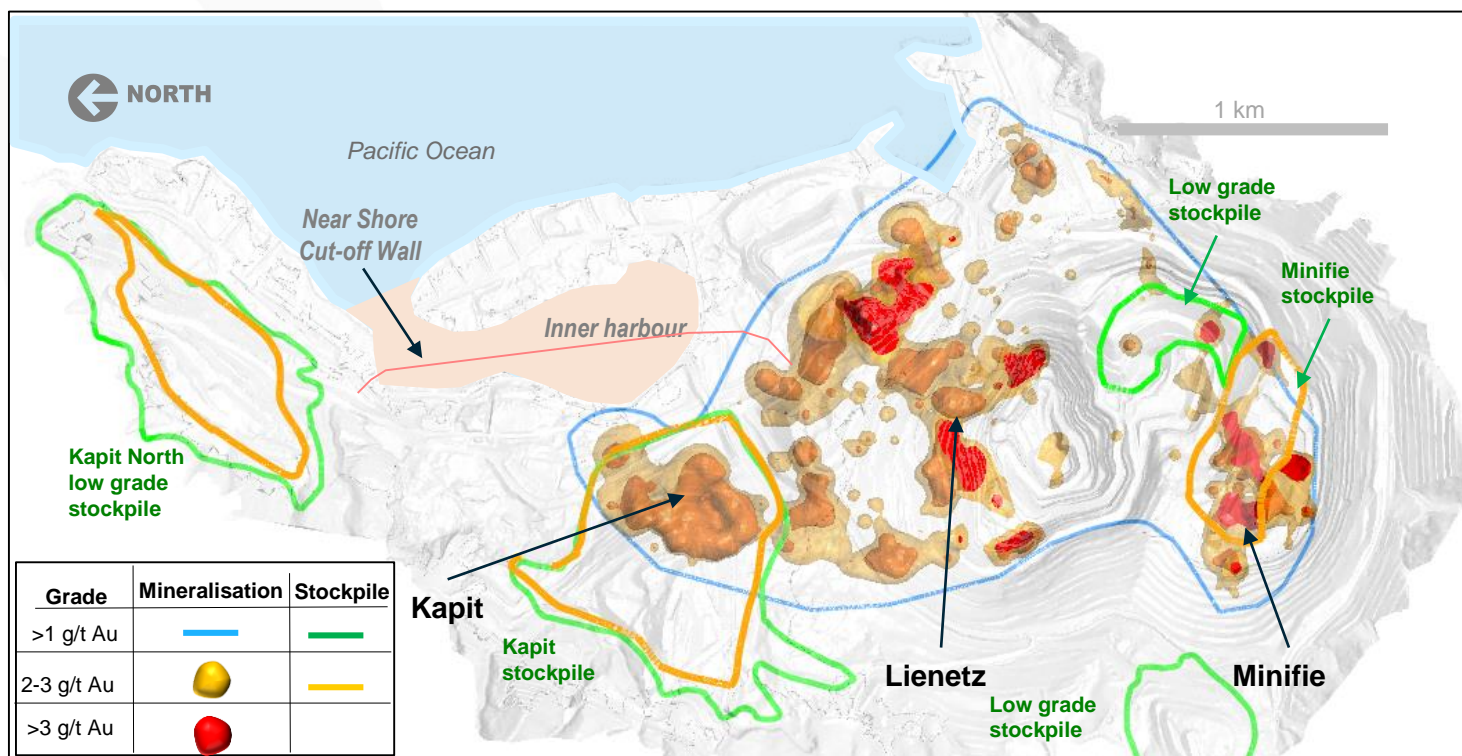 NORTH
1 km
Pacific Ocean
Low grade
stockpile
Near Shore
Cut-off Wall
Minifie
stockpile
Inner harbour
Kapit North
low grade
stockpile
Kapit
Kapit
stockpile
Lienetz
Minifie
Low grade
stockpile
Grade Mineralisation Stockpile
>1 g/t Au
2-3 g/t Au
>3 g/t Au